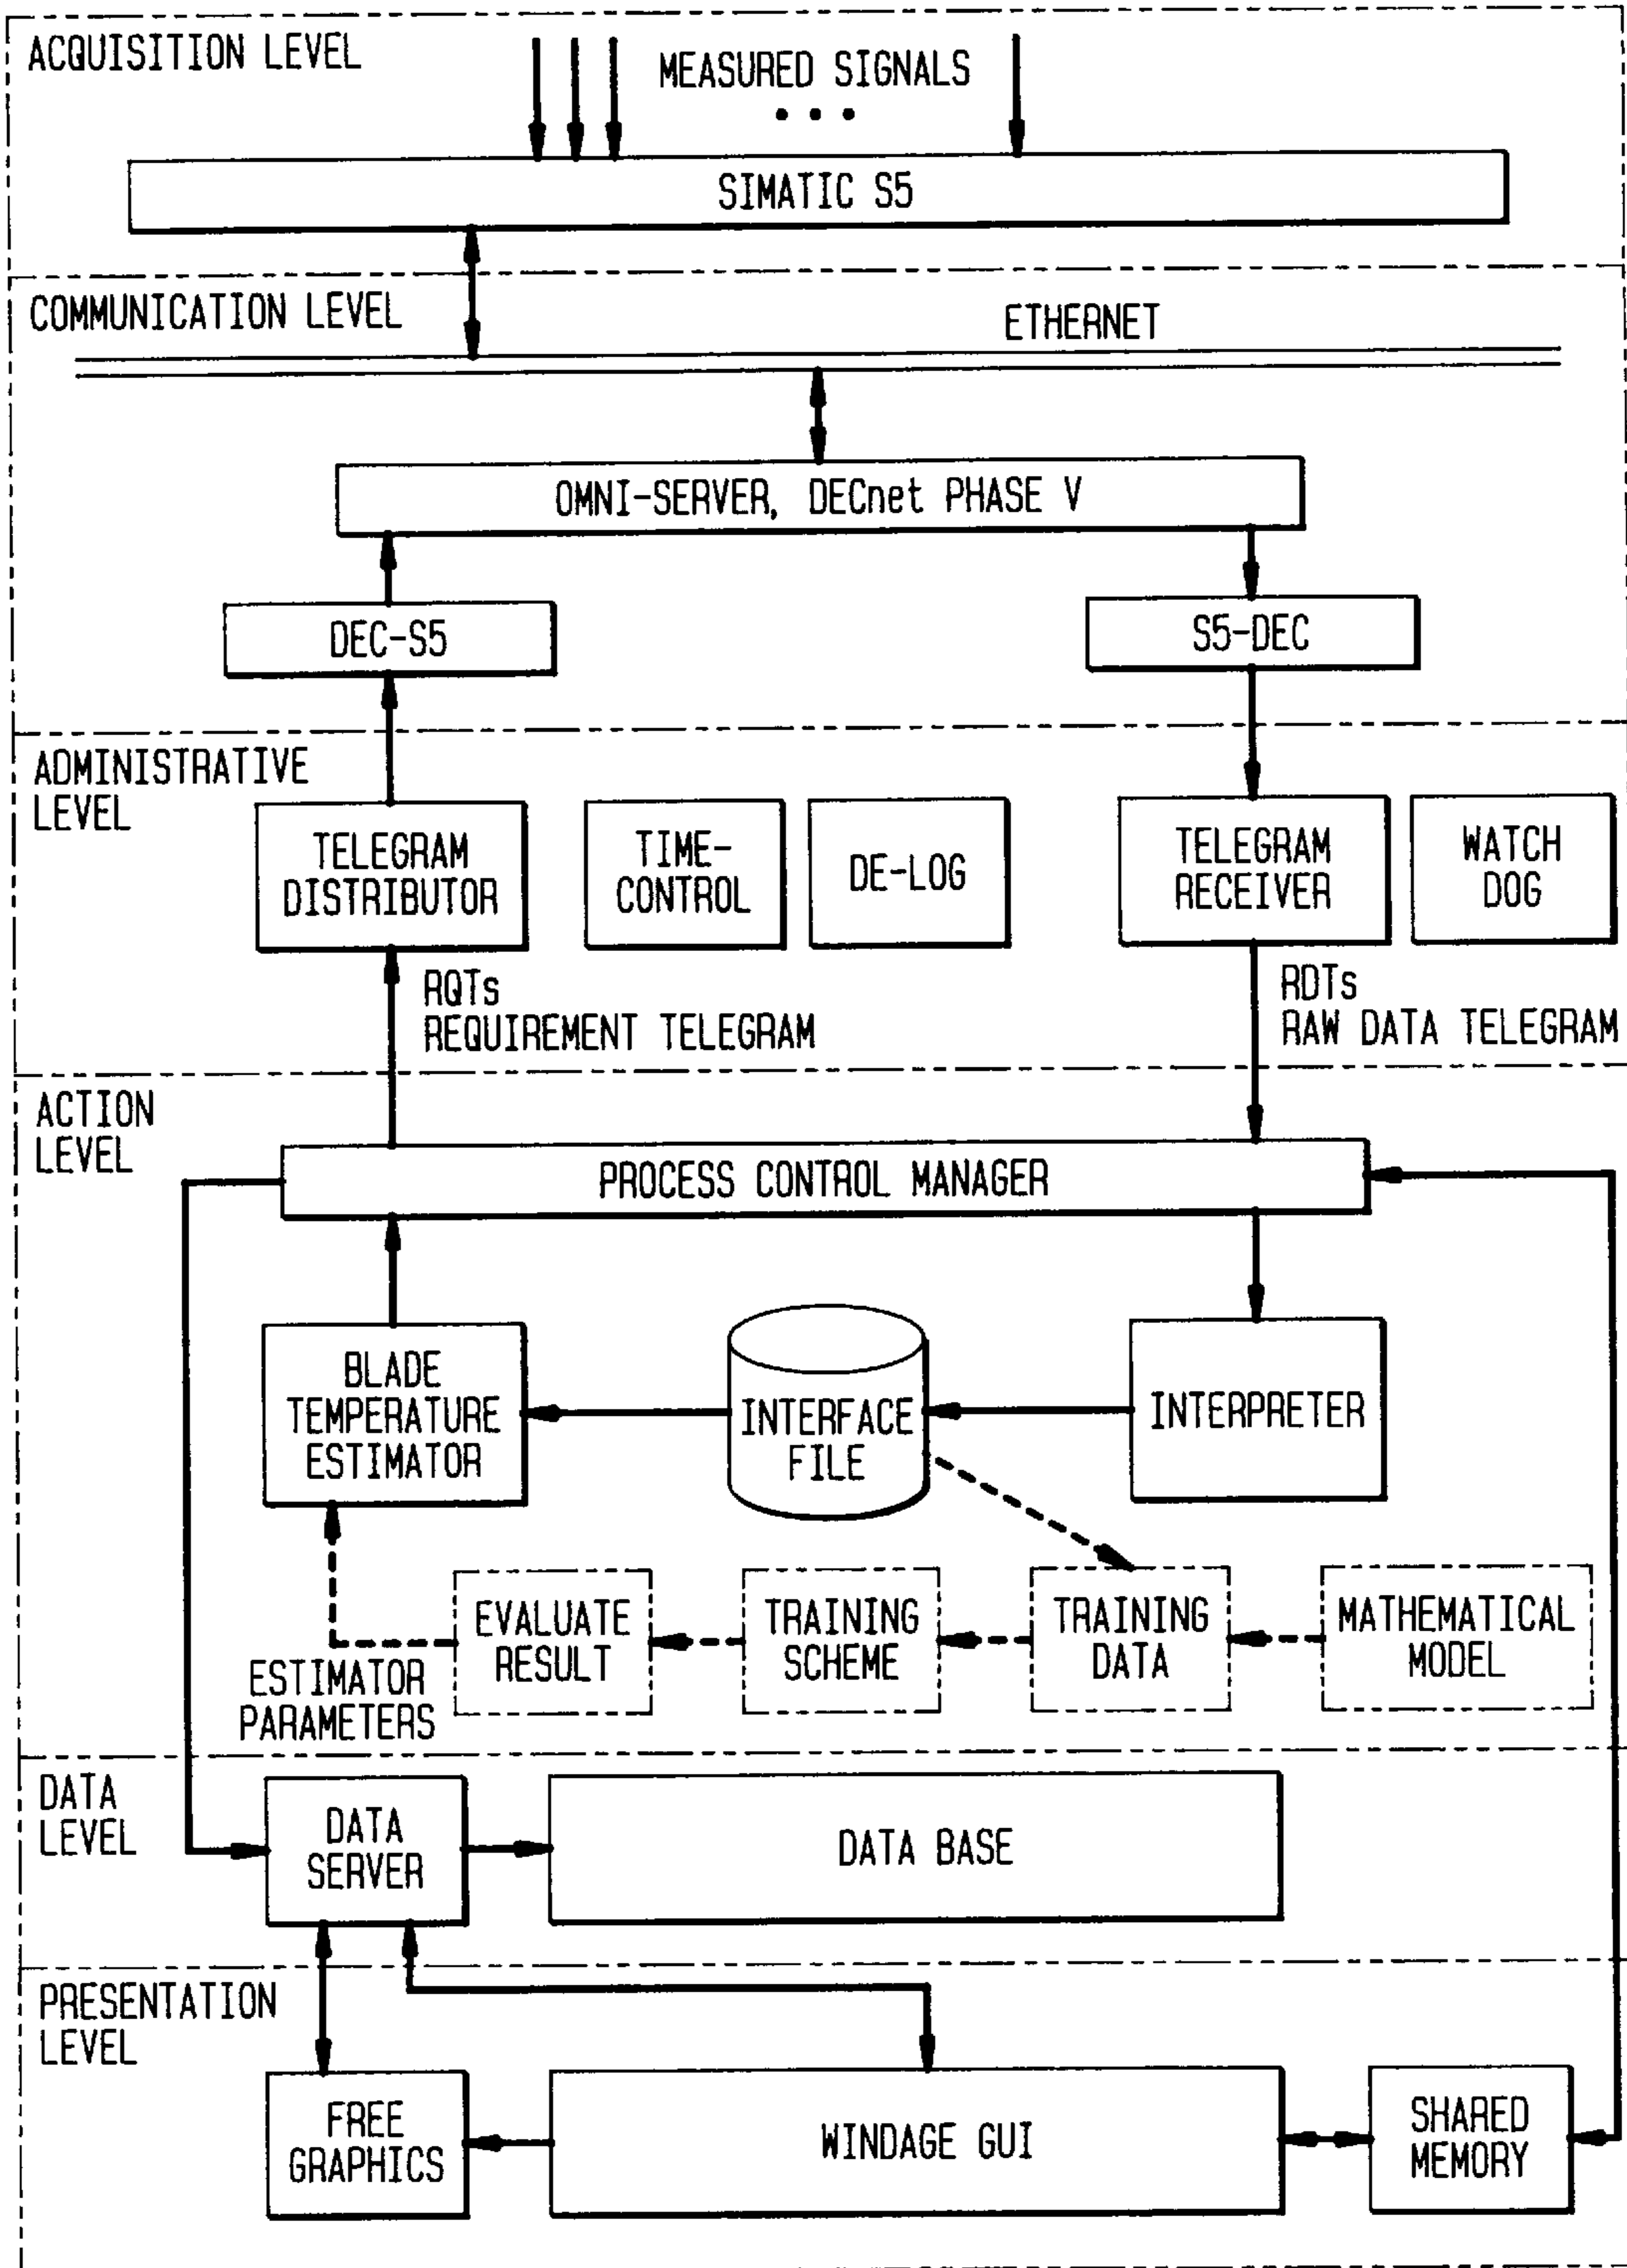 ACQUISITION LEVEL
MEASURED SIGNALS
• • •
SIMATIC S5
COMMUNICATION LEVEL
ETHERNET
OMNI-SERVER, DECnet PHASE V
DEC-S5
S5-DEC
ADMINISTRATIVE
LEVEL
TELEGRAM
DISTRIBUTOR
TIME-
CONTROL
DE-LOG
TELEGRAM
RECEIVER
WATCH
DOG
RQTs
REQUIREMENT TELEGRAM
RDTs
RAW DATA TELEGRAM
ACTION
LEVEL
PROCESS CONTROL MANAGER
BLADE
TEMPERATURE
ESTIMATOR
INTERFACE
FILE
INTERPRETER
EVALUATE
RESULT
TRAINING
SCHEME
TRAINING
DATA
MATHEMATICAL
MODEL
ESTIMATOR
PARAMETERS
DATA
LEVEL
DATA
SERVER
DATA BASE
PRESENTATION
LEVEL
FREE
GRAPHICS
WINDAGE GUI
SHARED
MEMORY